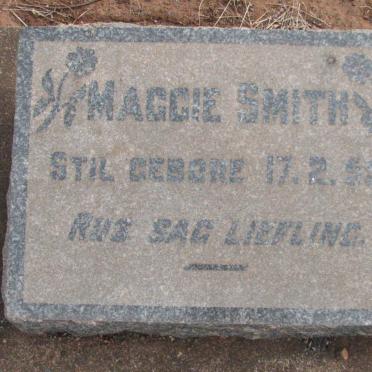 MAGGIE SMITH
STIL GEBORE 17.2.
RUS SAG LIEFLING.